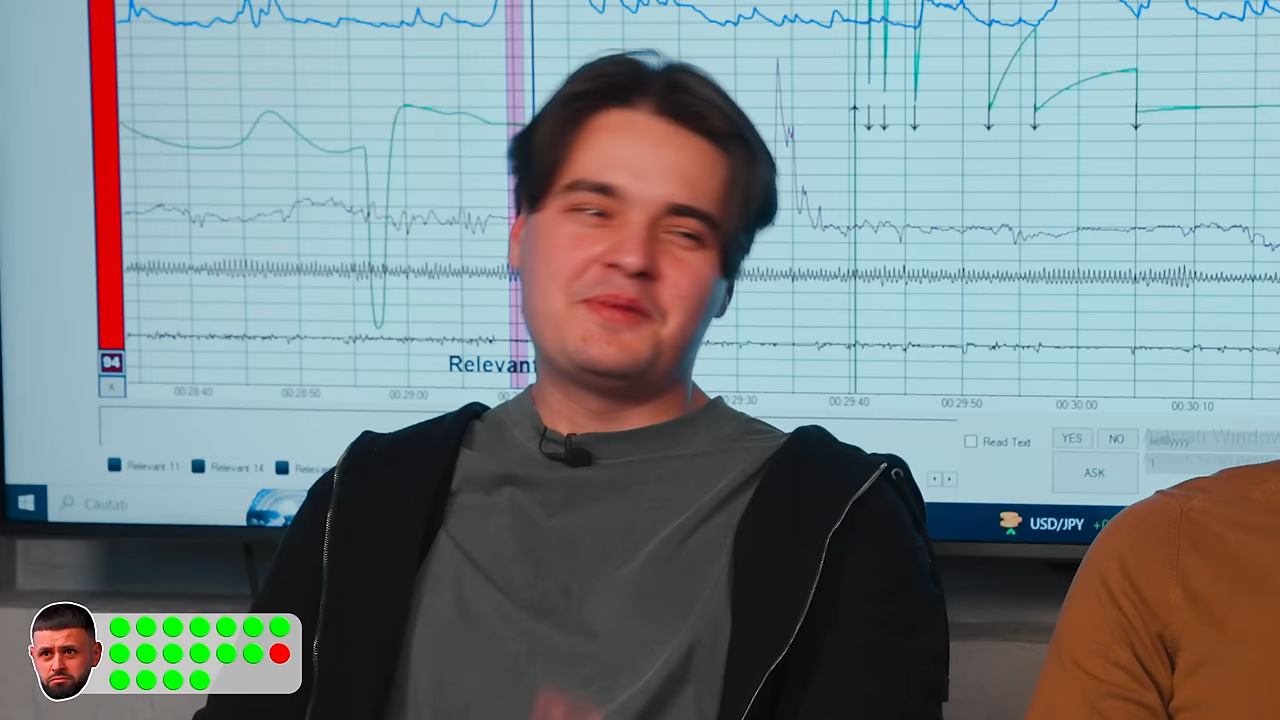 94
X
Relevant
00:28:40
00:28:50
00:29:00
29:30
00:29:40
00:29:50
00:30:00
00:30:10
Read Text
YES
NO
ASK
Relevant 11
Relevant 14
Căutați
USD/JPY